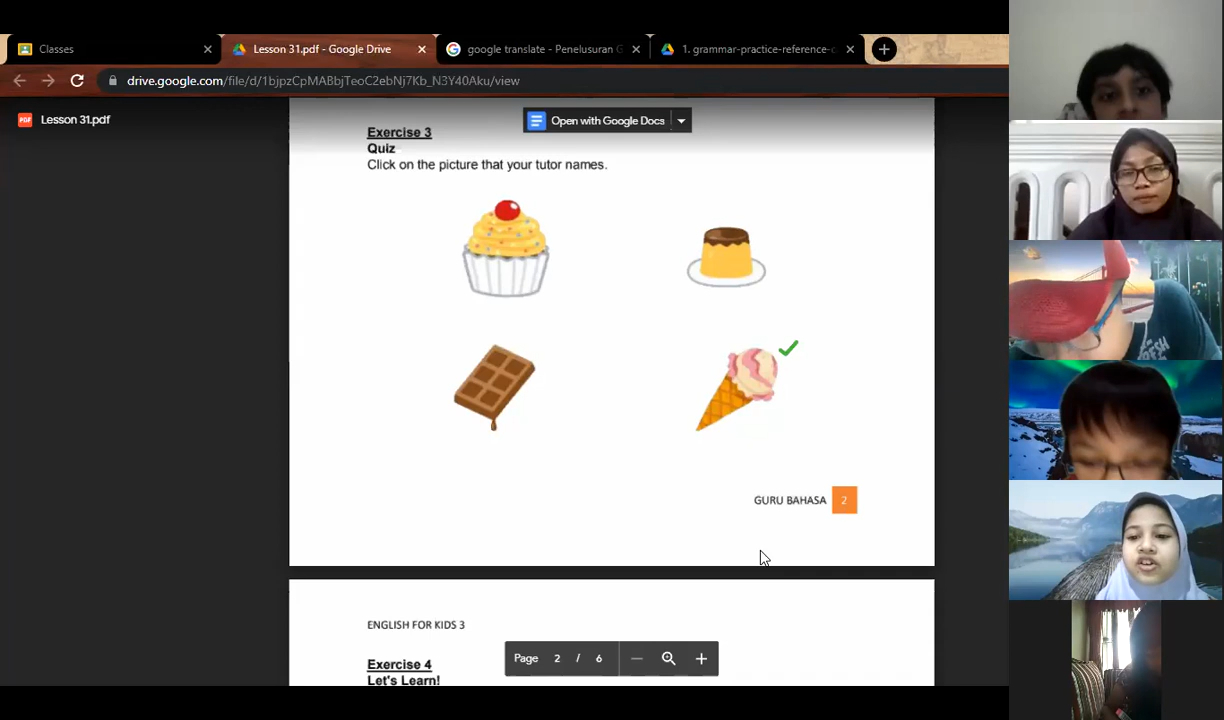 Classes
Lesson 31.pdf - Google Drive
google translate - Penelusuran G
1. grammar-practice-reference-c
drive.google.com/file/d/1bjpzCpMABbjTeoC2ebNj7Kb_N3Y40Aku/view
Lesson 31.pdf
Open with Google Docs
Exercise 3
Quiz
Click on the picture that your tutor names.
GURU BAHASA 2
ENGLISH FOR KIDS 3
Page 2 / 6
Exercise 4
Let's Learn!